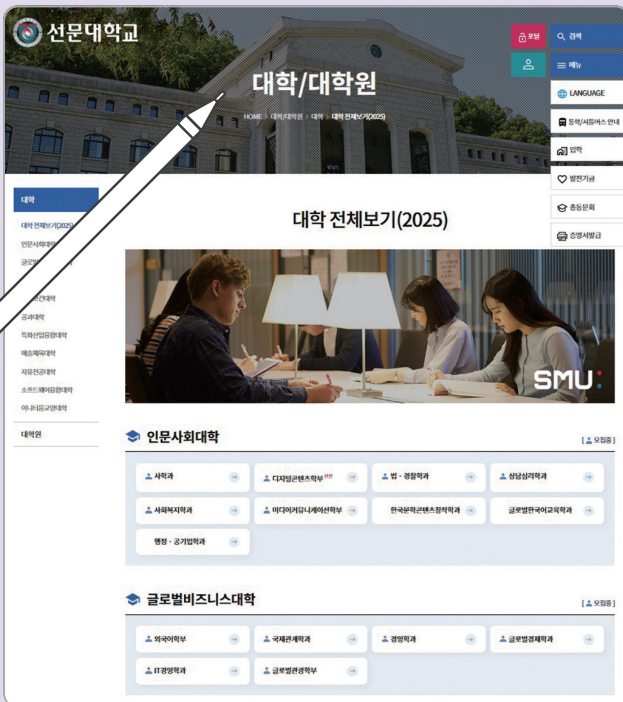 선문대학교
포털
검색
메뉴
LANGUAGE
통학/셔틀버스 안내
입학
발전기금
총동문회
증명서발급
대학/대학원
HOME > 대학/대학원 > 대학 > 대학 전체보기(2025)
대학
대학 전체보기(2025)
인문사회대학
공과대학
특화산업융합대학
예술체육대학
자유전공대학
소프트웨어융합대학
이니티움교양대학
대학원
대학 전체보기(2025)
SMU
인문사회대학
[ 모집중 ]
사학과
디지털콘텐츠학부
법 · 경찰학과
상담심리학과
사회복지학과
미디어커뮤니케이션학부
한국문학콘텐츠창작학과
글로벌한국어교육학과
행정 · 공기업학과
글로벌비즈니스대학
[ 모집중 ]
외국어학부
국제관계학과
경영학과
글로벌경제학과
IT경영학과
글로벌관광학부